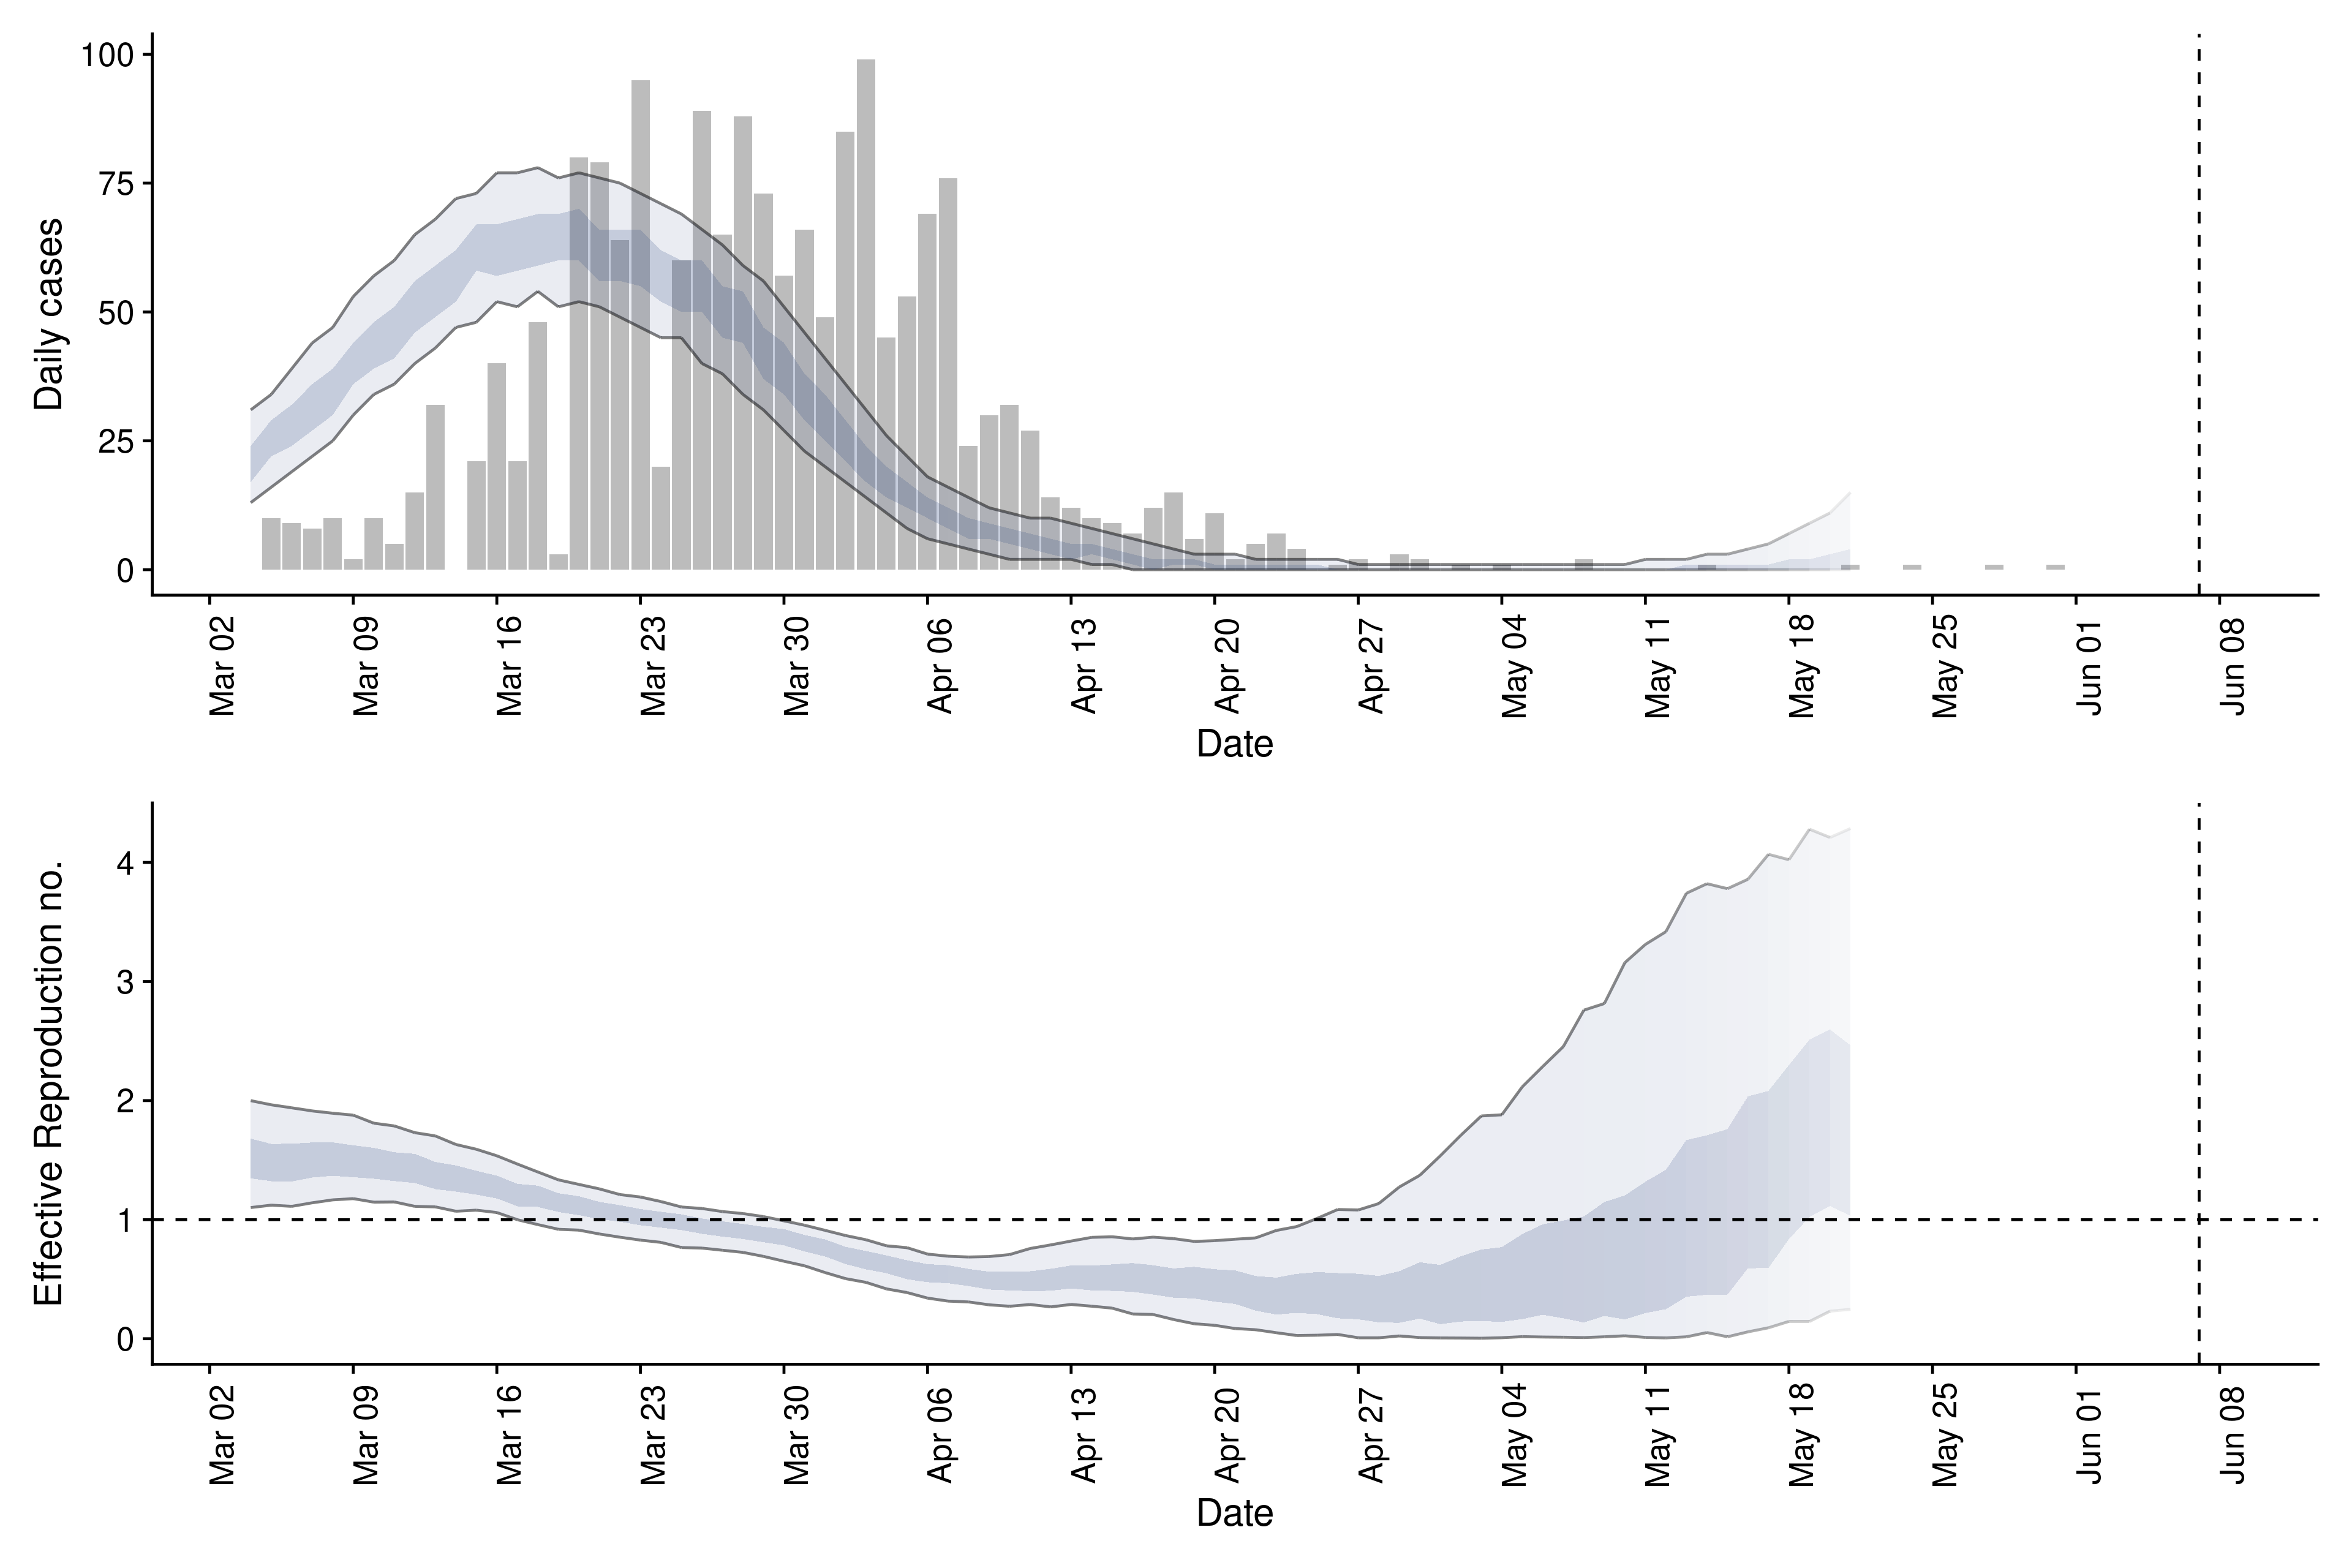 Daily cases
100
75
50
25
0
Mar 02
Mar 09
Mar 16
Mar 23
Mar 30
Apr 06
Apr 13
Apr 20
Apr 27
May 04
May 11
May 18
May 25
Jun 01
Jun 08
Date
Effective Reproduction no.
4
3
2
1
0
Mar 02
Mar 09
Mar 16
Mar 23
Mar 30
Apr 06
Apr 13
Apr 20
Apr 27
May 04
May 11
May 18
May 25
Jun 01
Jun 08
Date